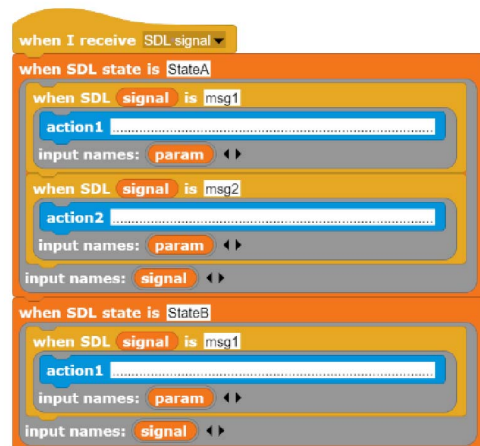 when I receive SDL signal
when SDL state is StateA
when SDL signal is msg1
action1
input names: param
when SDL signal is msg2
action2
input names: param
input names: signal
when SDL state is StateB
when SDL signal is msg1
action1
input names: param
input names: signal